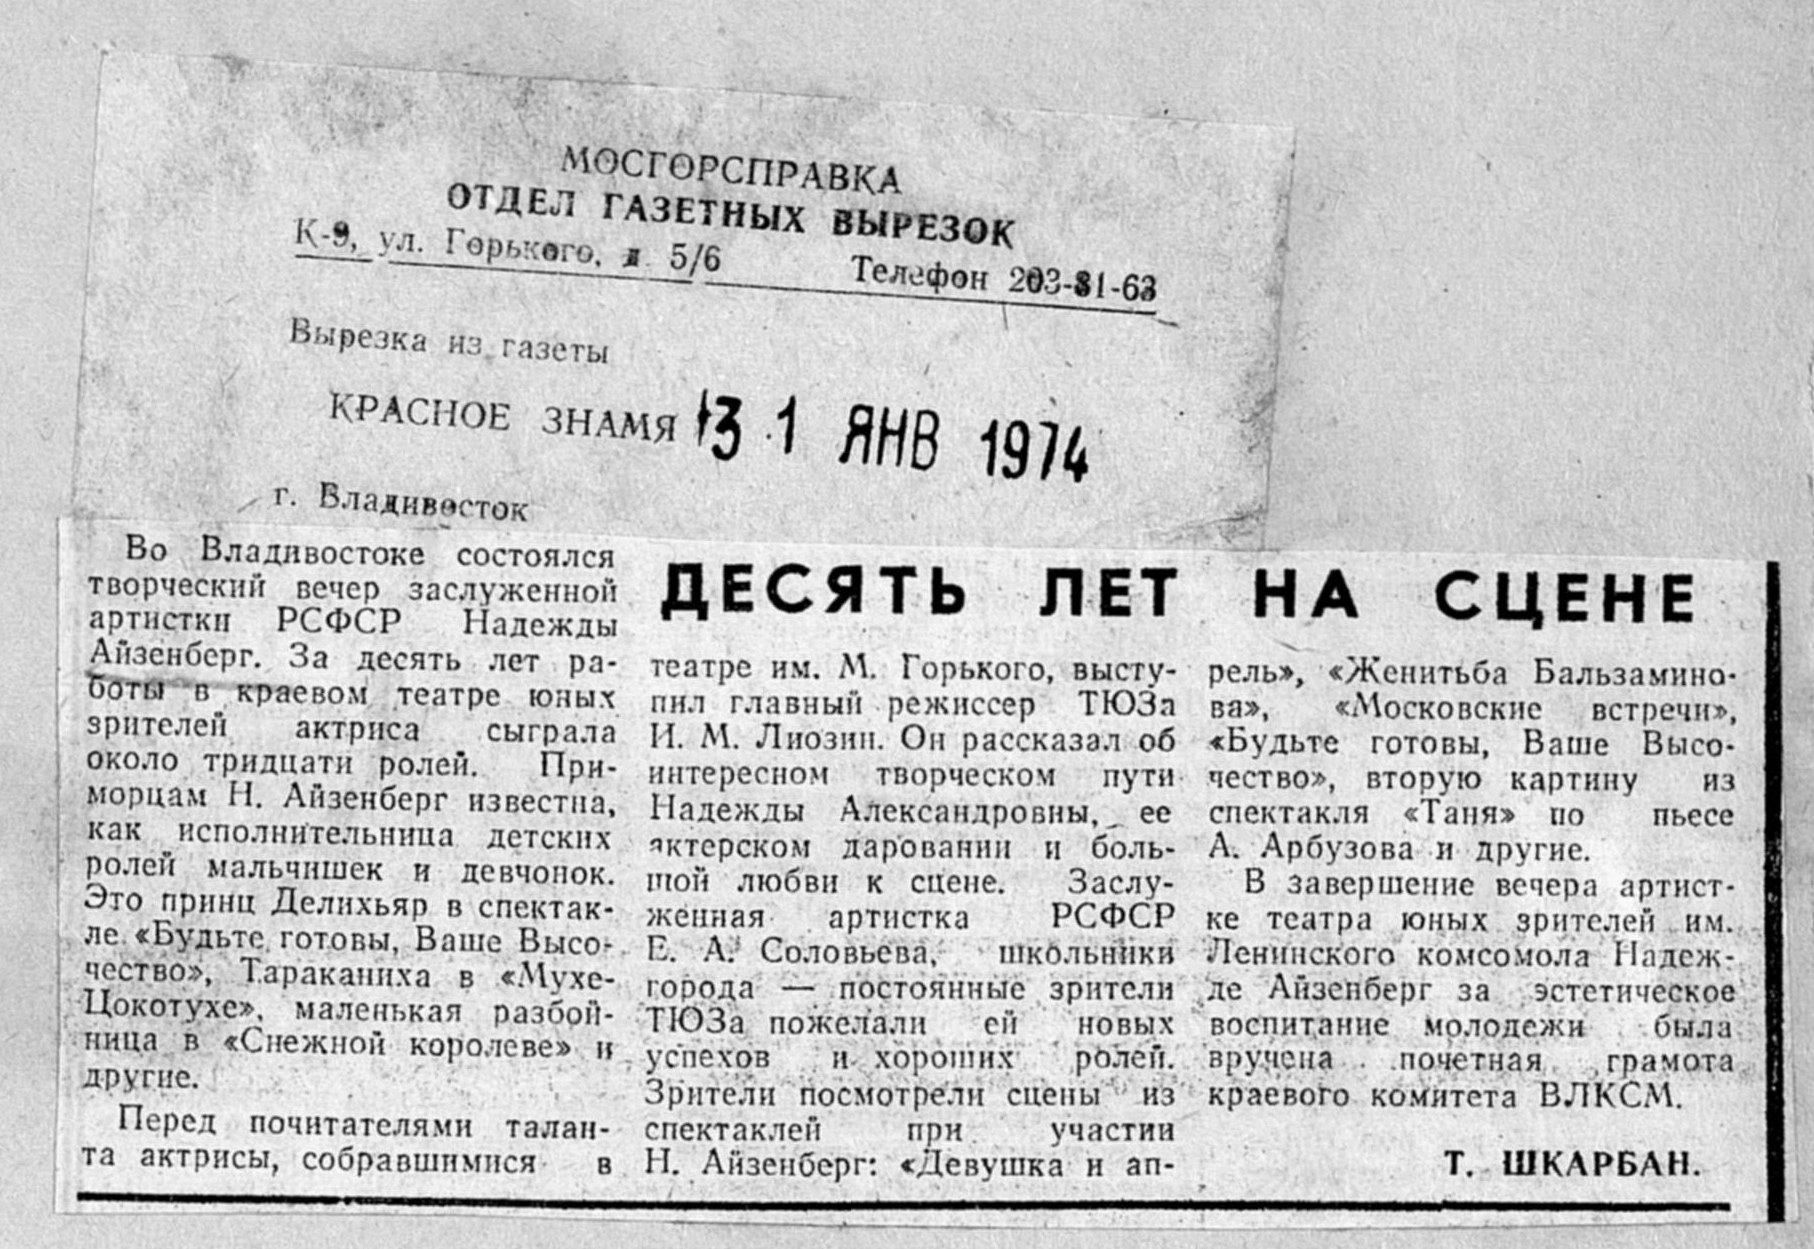 МОСГОРСПРАВКА
ОТДЕЛ ГАЗЕТНЫХ ВЫРЕЗОК
К-9, ул. Горького, д. 5/6 Телефон 203-81-63
Вырезка из газеты
КРАСНОЕ ЗНАМЯ 31 ЯНВ 1974
г. Владивосток
ДЕСЯТЬ ЛЕТ НА СЦЕНЕ
Во Владивостоке состоялся
творческий вечер заслуженной
артистки РСФСР Надежды
Айзенберг. За десять лет ра-
боты в краевом театре юных
зрителей актриса сыграла
около тридцати ролей. При-
морцам Н. Айзенберг известна,
как исполнительница детских
ролей мальчишек и девчонок.
Это принц Делихьяр в спектак-
ле «Будьте готовы, Ваше Высо-
чество», Тараканиха в «Мухе-
Цокотухе», маленькая разбой-
ница в «Снежной королеве» и
другие.
Перед почитателями талан-
та актрисы, собравшимися в
театре им. М. Горького, высту-
пил главный режиссер ТЮЗа
И. М. Лиозин. Он рассказал об
интересном творческом пути
Надежды Александровны, ее
актерском даровании и боль-
шой любви к сцене. Заслу-
женная артистка РСФСР
Е. А. Соловьева, школьники
города — постоянные зрители
ТЮЗа пожелали ей новых
успехов и хороших ролей.
Зрители посмотрели сцены из
спектаклей при участии
Н. Айзенберг: «Девушка и ап-
рель», «Женитьба Бальзамино-
ва», «Московские встречи»,
«Будьте готовы, Ваше Высо-
чество», вторую картину из
спектакля «Таня» по пьесе
А. Арбузова и другие.
В завершение вечера артист-
ке театра юных зрителей им.
Ленинского комсомола Надеж-
де Айзенберг за эстетическое
воспитание молодежи была
вручена почетная грамота
краевого комитета ВЛКСМ.
Т. ШКАРБАН.